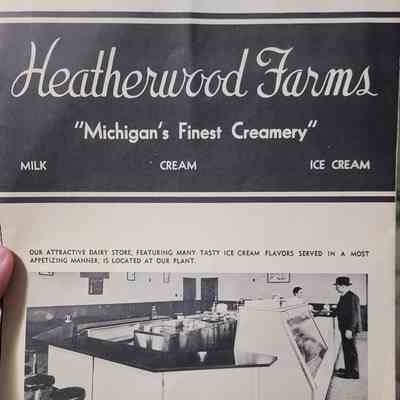 Heatherwood Farms
"Michigan's Finest Creamery"
MILK CREAM ICE CREAM
OUR ATTRACTIVE DAIRY STORE, FEATURING MANY TASTY ICE CREAM FLAVORS SERVED IN A MOST
APPETIZING MANNER, IS LOCATED AT OUR PLANT.